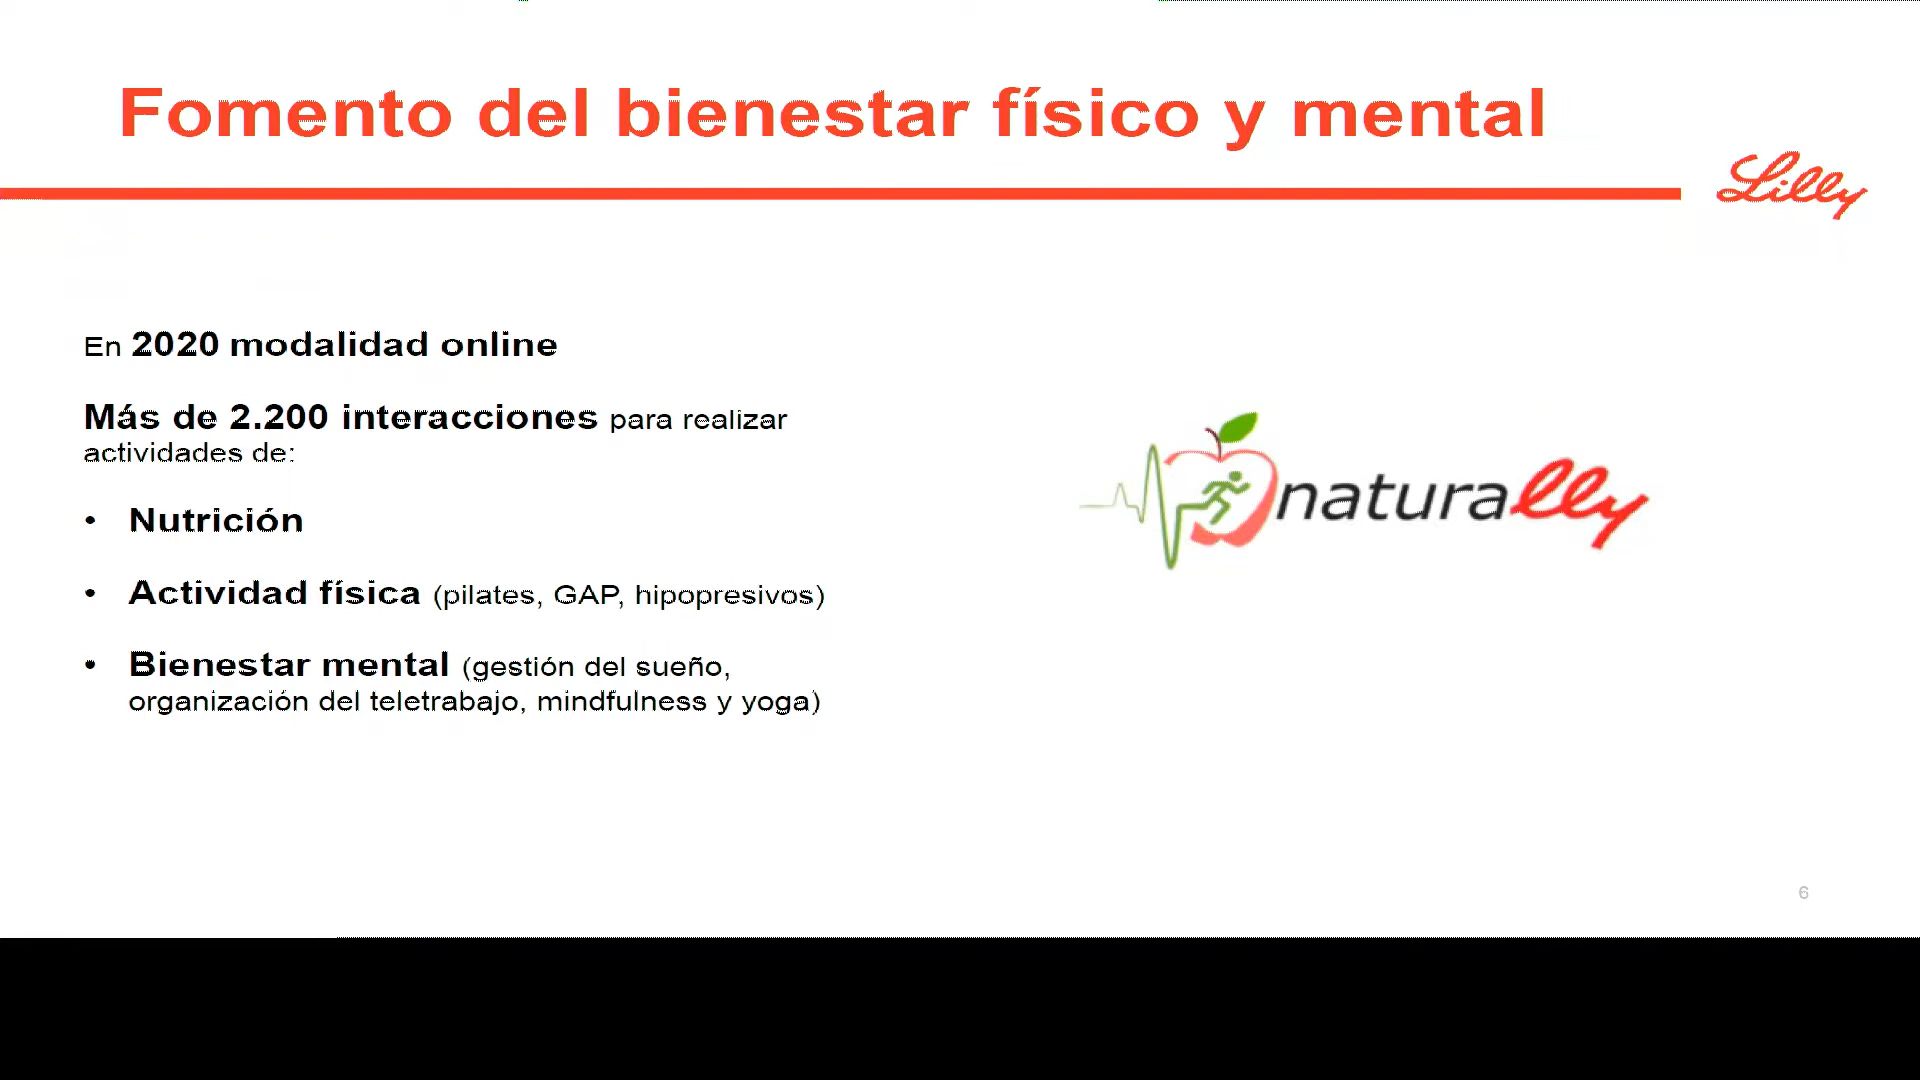 Fomento del bienestar físico y mental
Lilly
En 2020 modalidad online
Más de 2.200 interacciones para realizar
actividades de:
• Nutrición
• Actividad física (pilates, GAP, hipopresivos)
• Bienestar mental (gestión del sueño,
organización del teletrabajo, mindfulness y yoga)
naturally
6